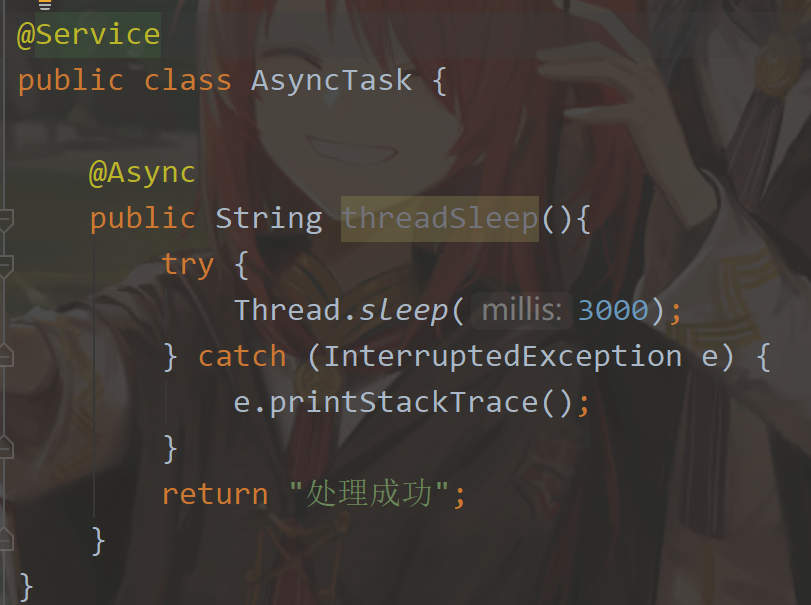 @Service
public class AsyncTask {
@Async
public String threadSleep(){
try {
Thread.sleep( millis: 3000);
} catch (InterruptedException e) {
e.printStackTrace();
}
return "处理成功";
}
}